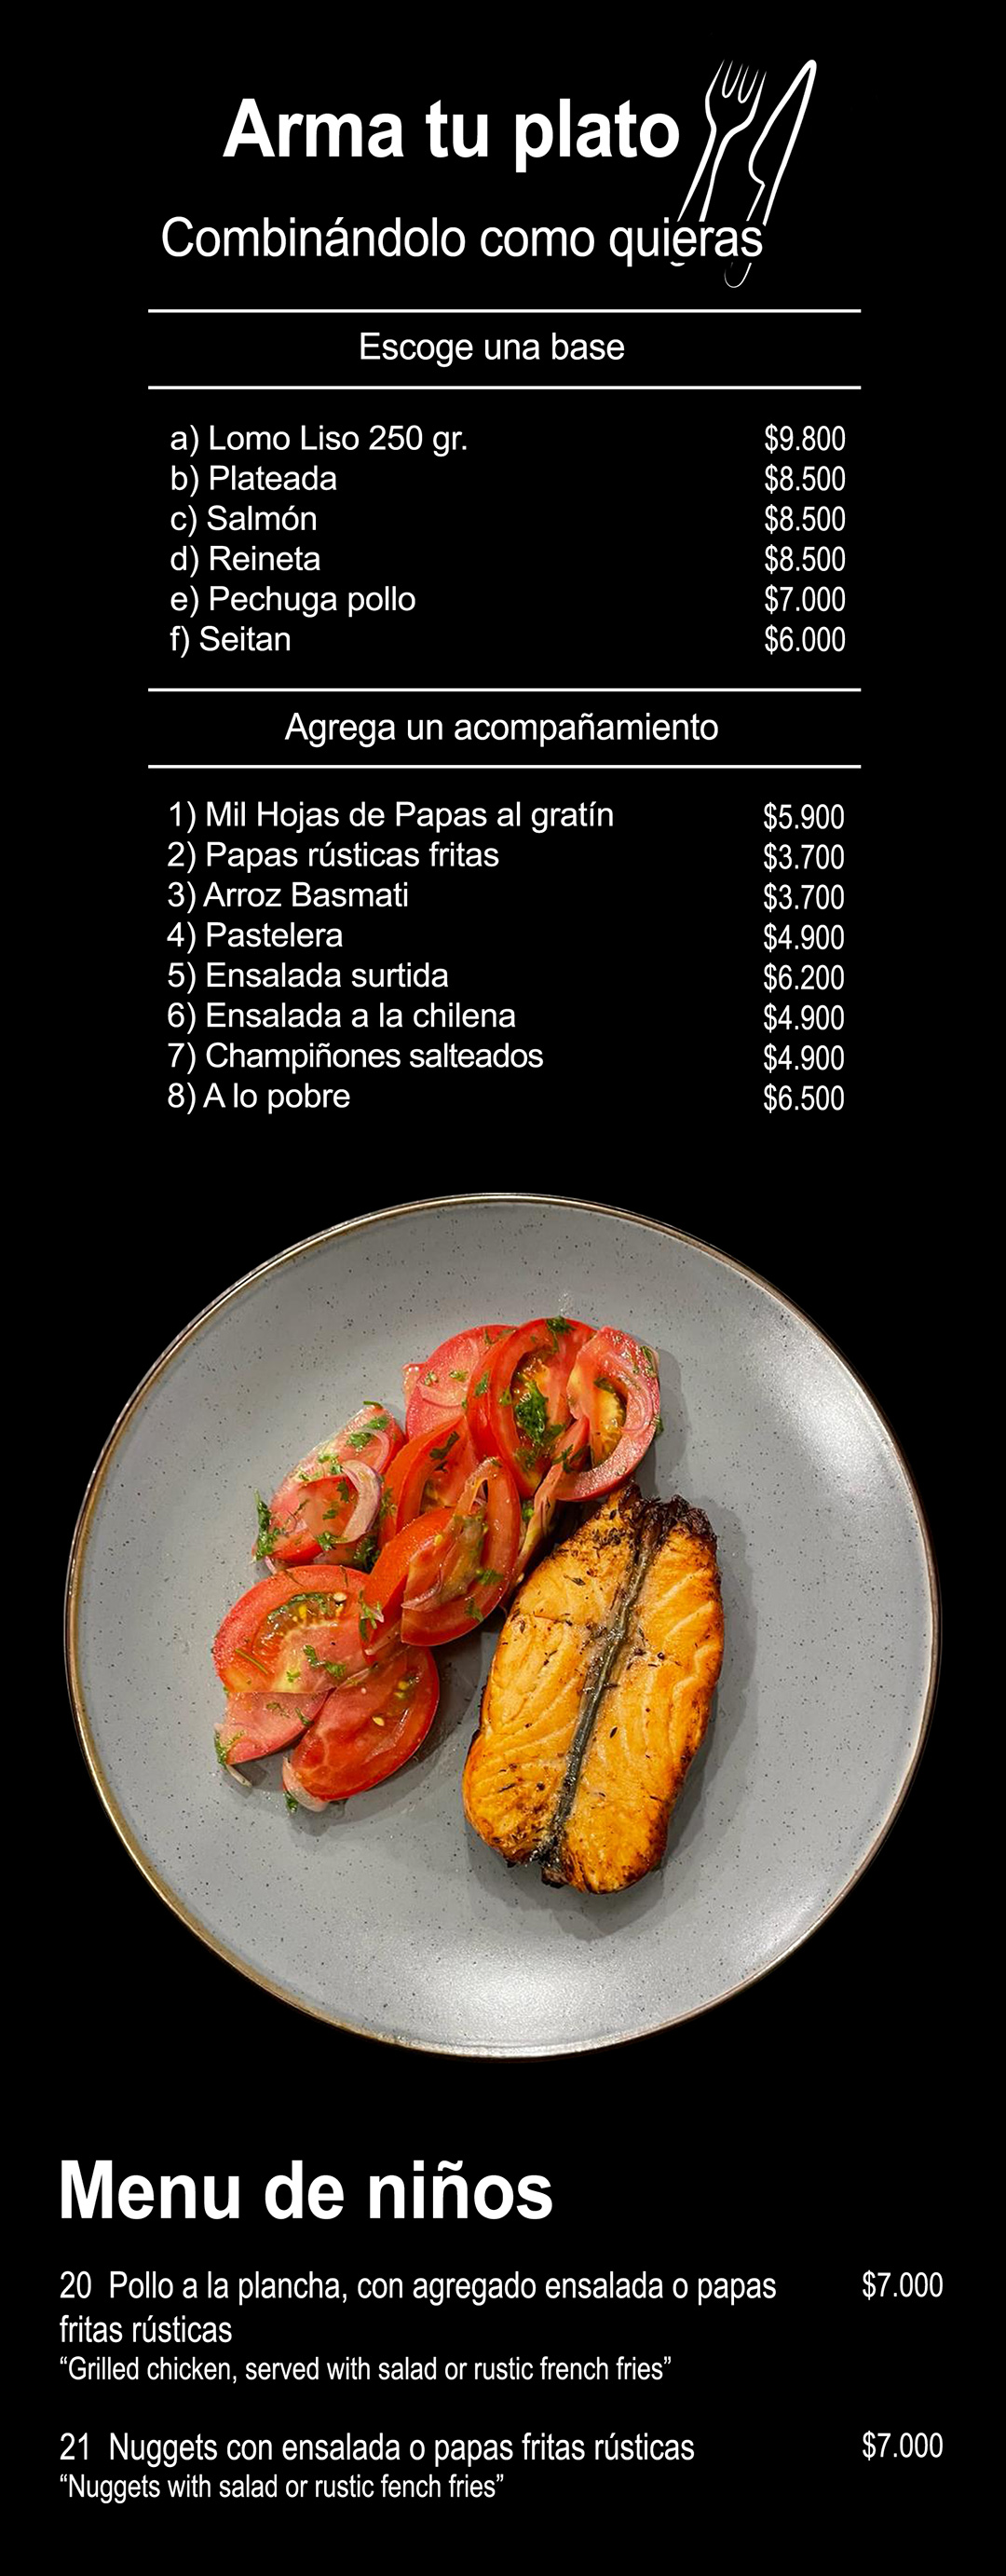 Arma tu plato
Combinándolo como quieras
Escoge una base
a) Lomo Liso 250 gr. $9.800
b) Plateada $8.500
c) Salmón $8.500
d) Reineta $8.500
e) Pechuga pollo $7.000
f) Seitan $6.000
Agrega un acompañamiento
1) Mil Hojas de Papas al gratín $5.900
2) Papas rústicas fritas $3.700
3) Arroz Basmati $3.700
4) Pastelera $4.900
5) Ensalada surtida $6.200
6) Ensalada a la chilena $4.900
7) Champiñones salteados $4.900
8) A lo pobre $6.500
Menu de niños
20 Pollo a la plancha, con agregado ensalada o papas $7.000
fritas rústicas
“Grilled chicken, served with salad or rustic french fries”
21 Nuggets con ensalada o papas fritas rústicas $7.000
“Nuggets with salad or rustic fench fries”